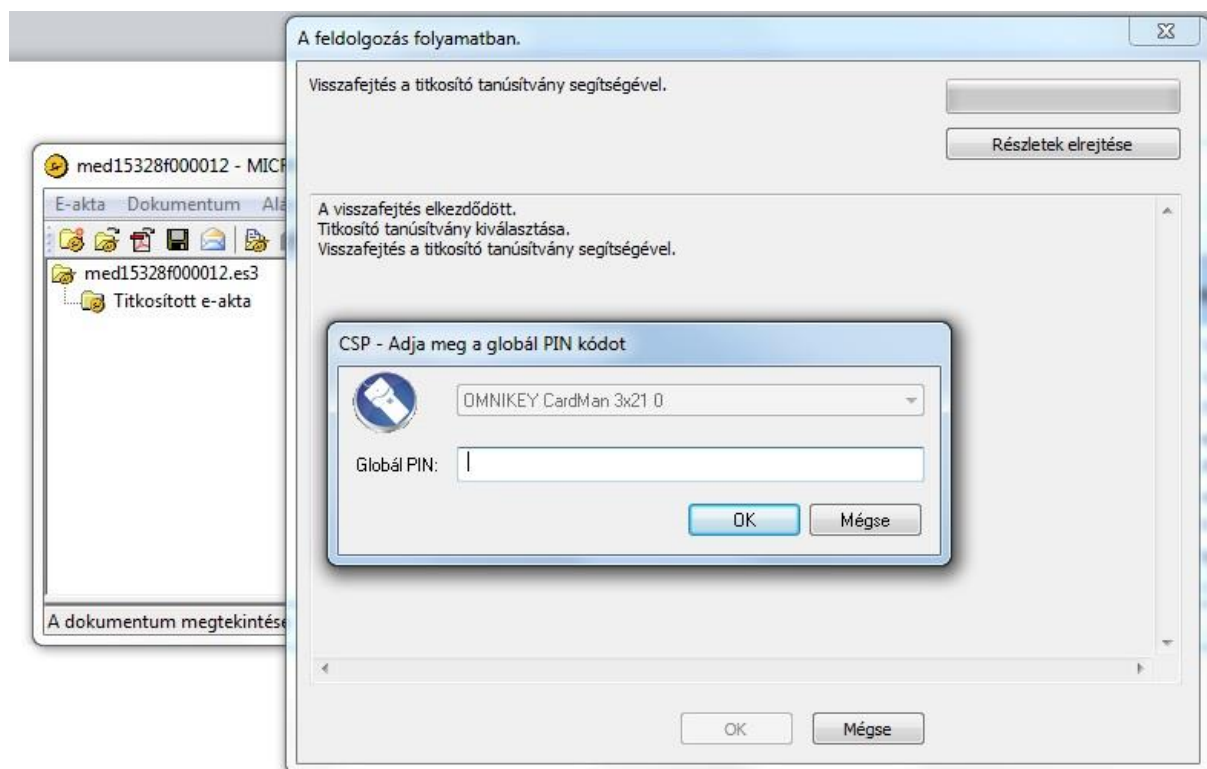 A feldolgozás folyamatban.
Visszafejtés a titkosító tanúsítvány segítségével.
Részletek elrejtése
med15328f000012 - MICR
E-akta Dokumentum Alá
A visszafejtés elkezdődött.
Titkosító tanúsítvány kiválasztása.
Visszafejtés a titkosító tanúsítvány segítségével.
med15328f000012.es3
Titkosított e-akta
CSP - Adja meg a globál PIN kódot
OMNIKEY CardMan 3x21 0
Globál PIN:
OK Mégse
A dokumentum megtekintése
OK Mégse